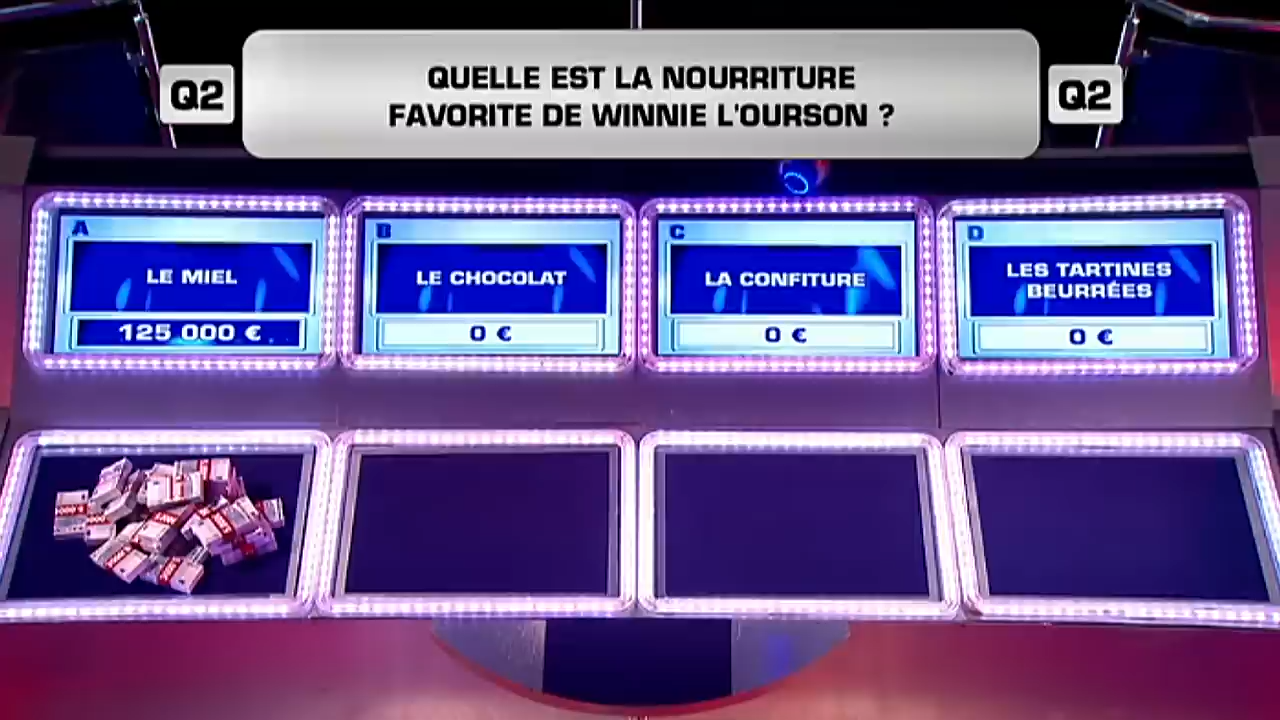 Q2
QUELLE EST LA NOURRITURE
FAVORITE DE WINNIE L'OURSON ?
Q2
A
LE MIEL
125 000 €
B
LE CHOCOLAT
0 €
C
LA CONFITURE
0 €
D
LES TARTINES
BEURRÉES
0 €